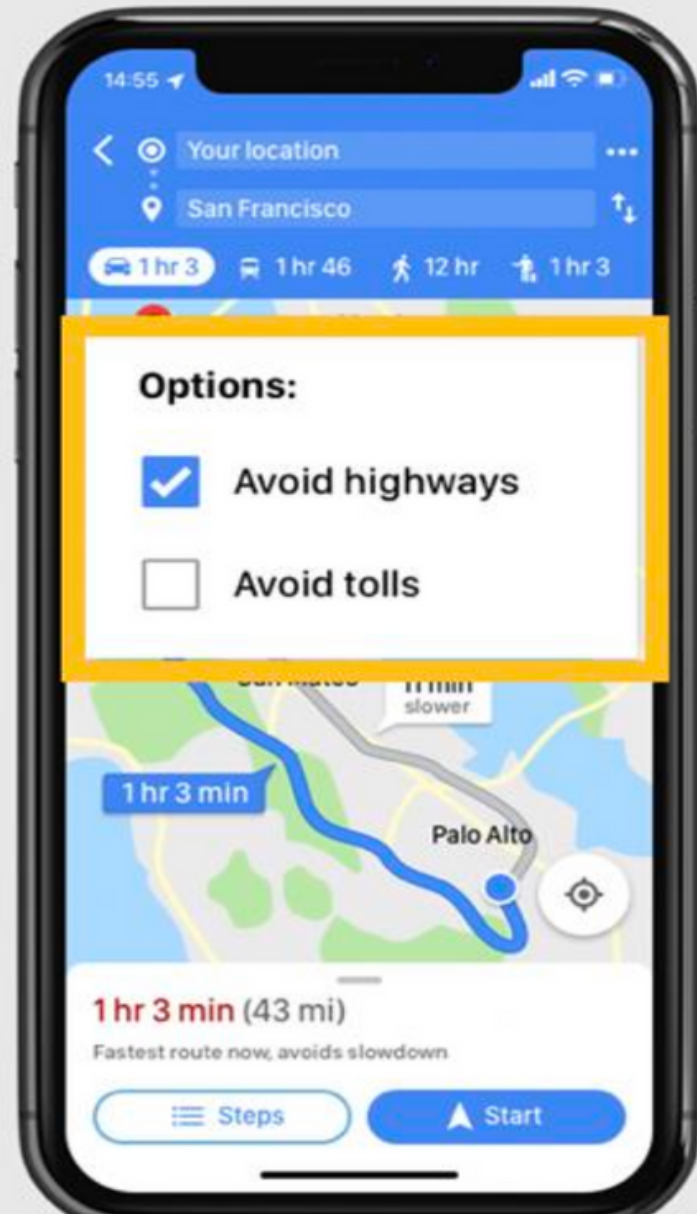 14:55
Your location
San Francisco
1 hr 3 1 hr 46 12 hr 1 hr 3
Options:
Avoid highways
Avoid tolls
11 min
slower
1 hr 3 min
Palo Alto
1 hr 3 min (43 mi)
Fastest route now, avoids slowdown
Steps Start